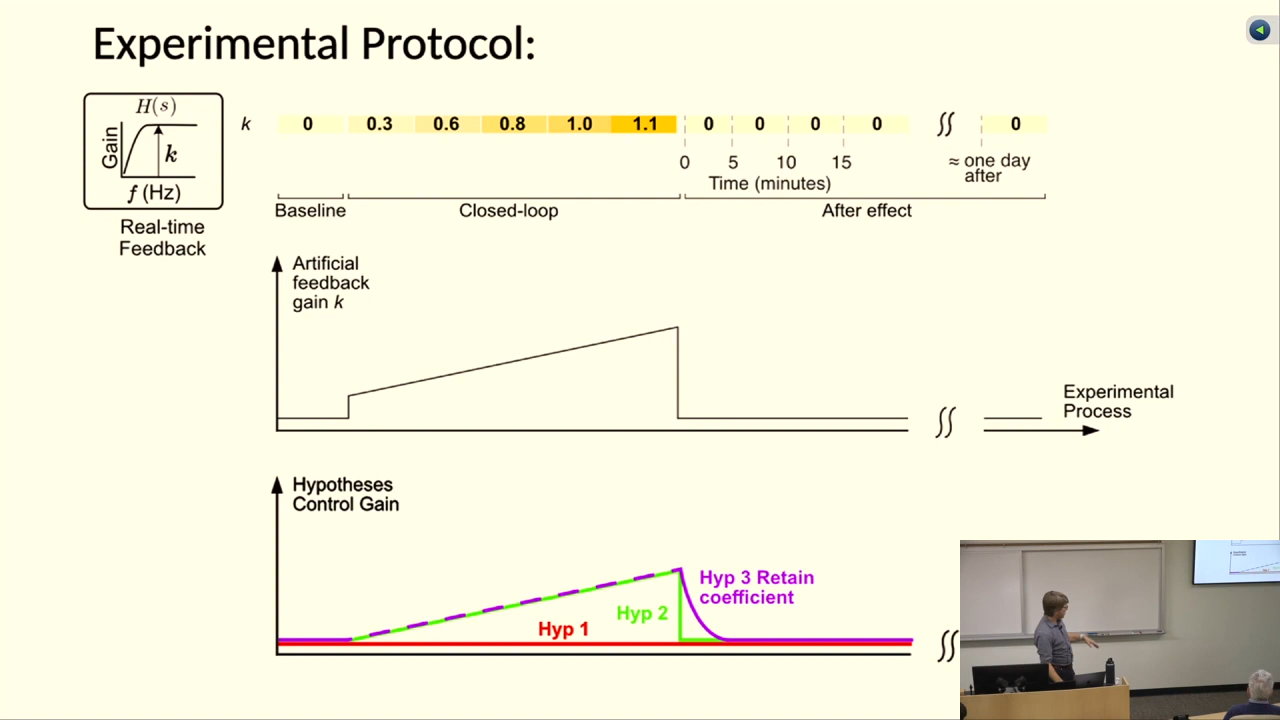 Experimental Protocol:
H(s)
Gain
k
f (Hz)
Real-time
Feedback
k 0 0.3 0.6 0.8 1.0 1.1 0 0 0 0 0
0 5 10 15
Time (minutes)
≈ one day
after
Baseline
Closed-loop
After effect
Artificial
feedback
gain k
Experimental
Process
Hypotheses
Control Gain
Hyp 3 Retain
coefficient
Hyp 2
Hyp 1